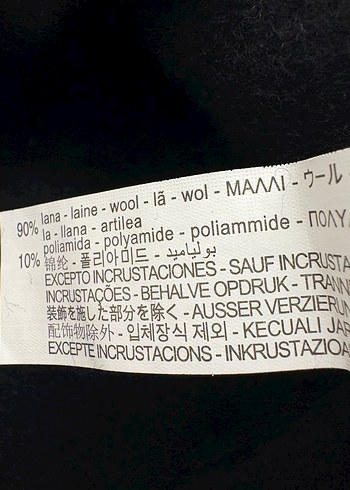 90% lana - laine - wool - lã - wol - ΜΑΛΛΙ - ウール
la - llana - artilea
10% poliamida - polyamide - poliammide - ΠΟΛΥ
锦纶 - 폴리아미드 - بولياميد
EXCEPTO INCRUSTACIONES - SAUF INCRUSTA
INCRUSTAÇÕES - BEHALVE OPDRUK - TRANN
装飾を施した部分を除く - AUSSER VERZIERUN
配饰物除外 - 입체장식 제외 - KECUALI JAR
EXCEPTE INCRUSTACIONS - INKRUSTAZIOA